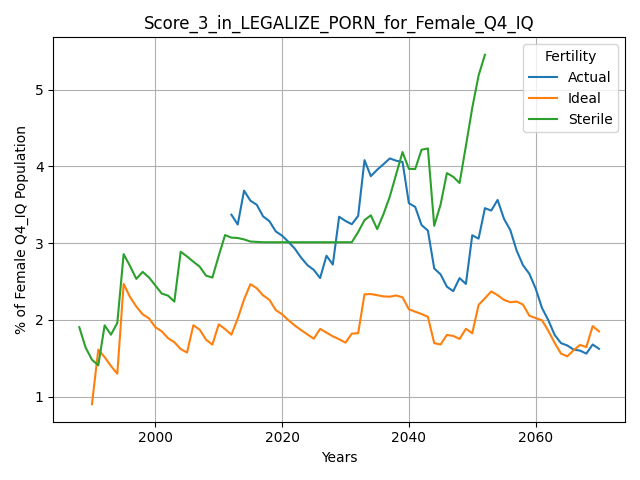 Score_3_in_LEGALIZE_PORN_for_Female_Q4_IQ
Fertility
Actual
Ideal
Sterile
% of Female Q4_IQ Population
5
4
3
2
1
2000 2020 2040 2060
Years